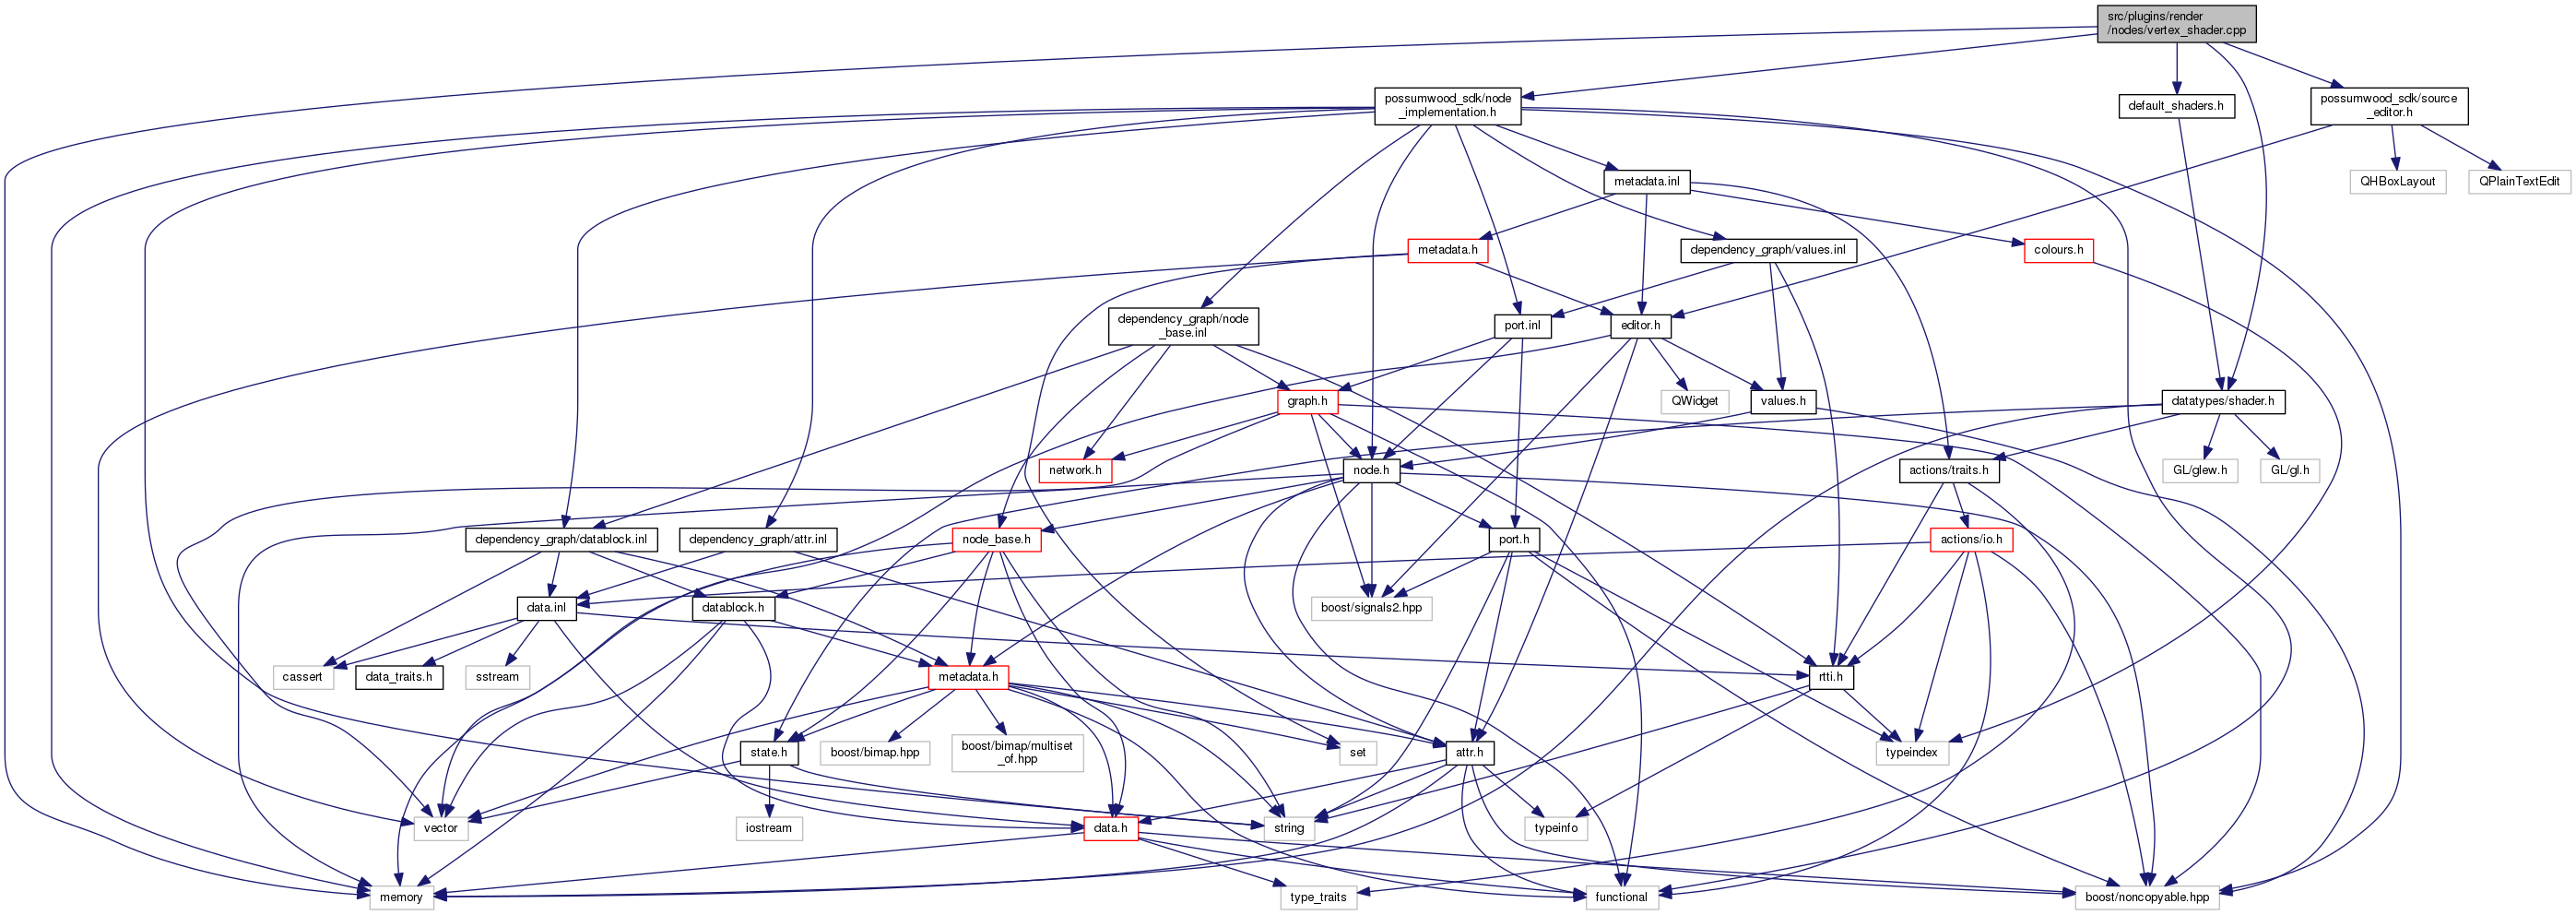 src/plugins/render
/nodes/vertex_shader.cpp
possumwood_sdk/node
_implementation.h
default_shaders.h
possumwood_sdk/source
_editor.h
metadata.inl
QHBoxLayout
QPlainTextEdit
metadata.h
dependency_graph/values.inl
colours.h
dependency_graph/node
_base.inl
port.inl
editor.h
graph.h
QWidget
values.h
datatypes/shader.h
network.h
node.h
actions/traits.h
GL/glew.h
GL/gl.h
dependency_graph/datablock.inl
dependency_graph/attr.inl
node_base.h
port.h
actions/io.h
data.inl
datablock.h
boost/signals2.hpp
cassert
data_traits.h
sstream
metadata.h
rtti.h
state.h
boost/bimap.hpp
boost/bimap/multiset
_of.hpp
set
attr.h
typeindex
vector
iostream
data.h
string
typeinfo
memory
type_traits
functional
boost/noncopyable.hpp